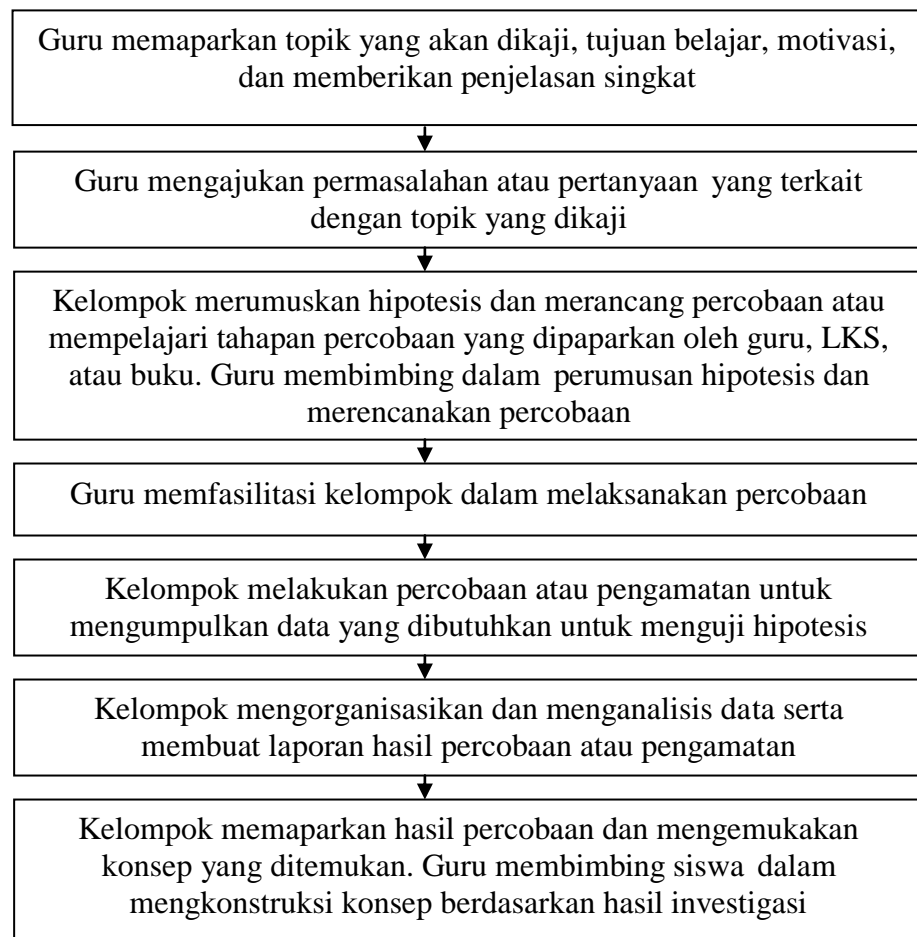 Guru memaparkan topik yang akan dikaji, tujuan belajar, motivasi,
dan memberikan penjelasan singkat
Guru mengajukan permasalahan atau pertanyaan yang terkait
dengan topik yang dikaji
Kelompok merumuskan hipotesis dan merancang percobaan atau
mempelajari tahapan percobaan yang dipaparkan oleh guru, LKS,
atau buku. Guru membimbing dalam perumusan hipotesis dan
merencanakan percobaan
Guru memfasilitasi kelompok dalam melaksanakan percobaan
Kelompok melakukan percobaan atau pengamatan untuk
mengumpulkan data yang dibutuhkan untuk menguji hipotesis
Kelompok mengorganisasikan dan menganalisis data serta
membuat laporan hasil percobaan atau pengamatan
Kelompok memaparkan hasil percobaan dan mengemukakan
konsep yang ditemukan. Guru membimbing siswa dalam
mengkonstruksi konsep berdasarkan hasil investigasi